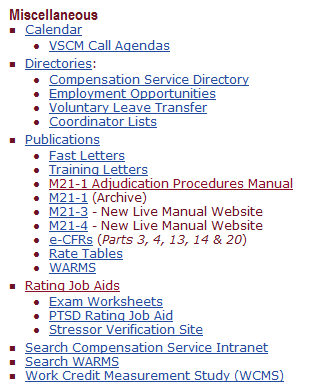 Miscellaneous
Calendar
VSCM Call Agendas
Directories:
Compensation Service Directory
Employment Opportunities
Voluntary Leave Transfer
Coordinator Lists
Publications
Fast Letters
Training Letters
M21-1 Adjudication Procedures Manual
M21-1 (Archive)
M21-3 - New Live Manual Website
M21-4 - New Live Manual Website
e-CFRs (Parts 3, 4, 13, 14 & 20)
Rate Tables
WARMS
Rating Job Aids
Exam Worksheets
PTSD Rating Job Aid
Stressor Verification Site
Search Compensation Service Intranet
Search WARMS
Work Credit Measurement Study (WCMS)